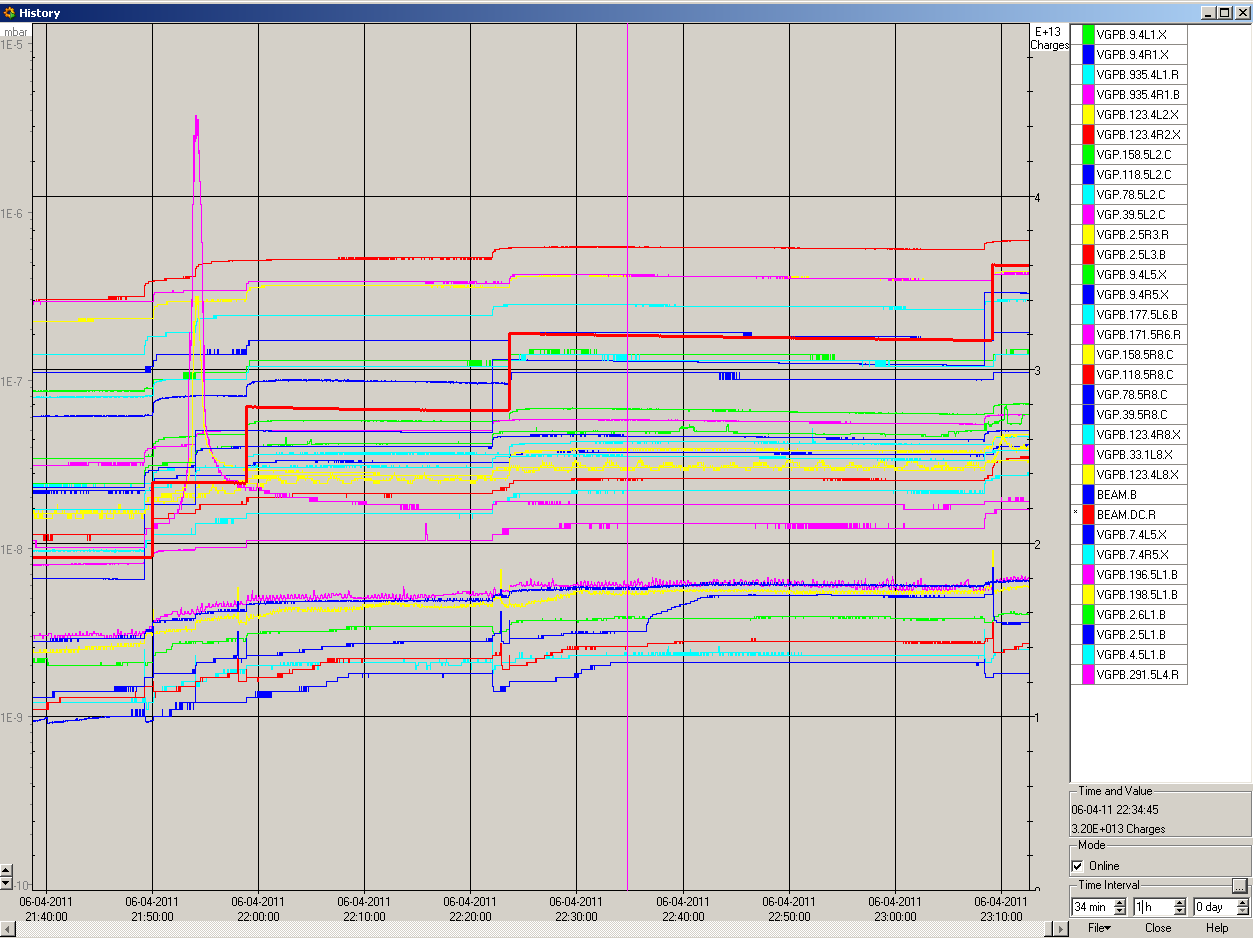 History
mbar
1E-5
1E-6
1E-7
1E-8
1E-9
-10
E+13
Charges
4
3
2
1
0
06-04-2011
21:40:00
06-04-2011
21:50:00
06-04-2011
22:00:00
06-04-2011
22:10:00
06-04-2011
22:20:00
06-04-2011
22:30:00
06-04-2011
22:40:00
06-04-2011
22:50:00
06-04-2011
23:00:00
06-04-2011
23:10:00
VGPB.9.4L1.X
VGPB.9.4R1.X
VGPB.935.4L1.R
VGPB.935.4R1.B
VGPB.123.4L2.X
VGPB.123.4R2.X
VGP.158.5L2.C
VGP.118.5L2.C
VGP.78.5L2.C
VGP.39.5L2.C
VGPB.2.5R3.R
VGPB.2.5L3.B
VGPB.9.4L5.X
VGPB.9.4R5.X
VGPB.177.5L6.B
VGPB.171.5R6.R
VGP.158.5R8.C
VGP.118.5R8.C
VGP.78.5R8.C
VGP.39.5R8.C
VGPB.123.4R8.X
VGPB.33.1L8.X
VGPB.123.4L8.X
BEAM.B
* BEAM.DC.R
VGPB.7.4L5.X
VGPB.7.4R5.X
VGPB.196.5L1.B
VGPB.198.5L1.B
VGPB.2.6L1.B
VGPB.2.5L1.B
VGPB.4.5L1.B
VGPB.291.5L4.R
Time and Value
06-04-11 22:34:45
3.20E+013 Charges
Mode
Online
Time Interval
...
34 min 1 h 0 day
File Close Help